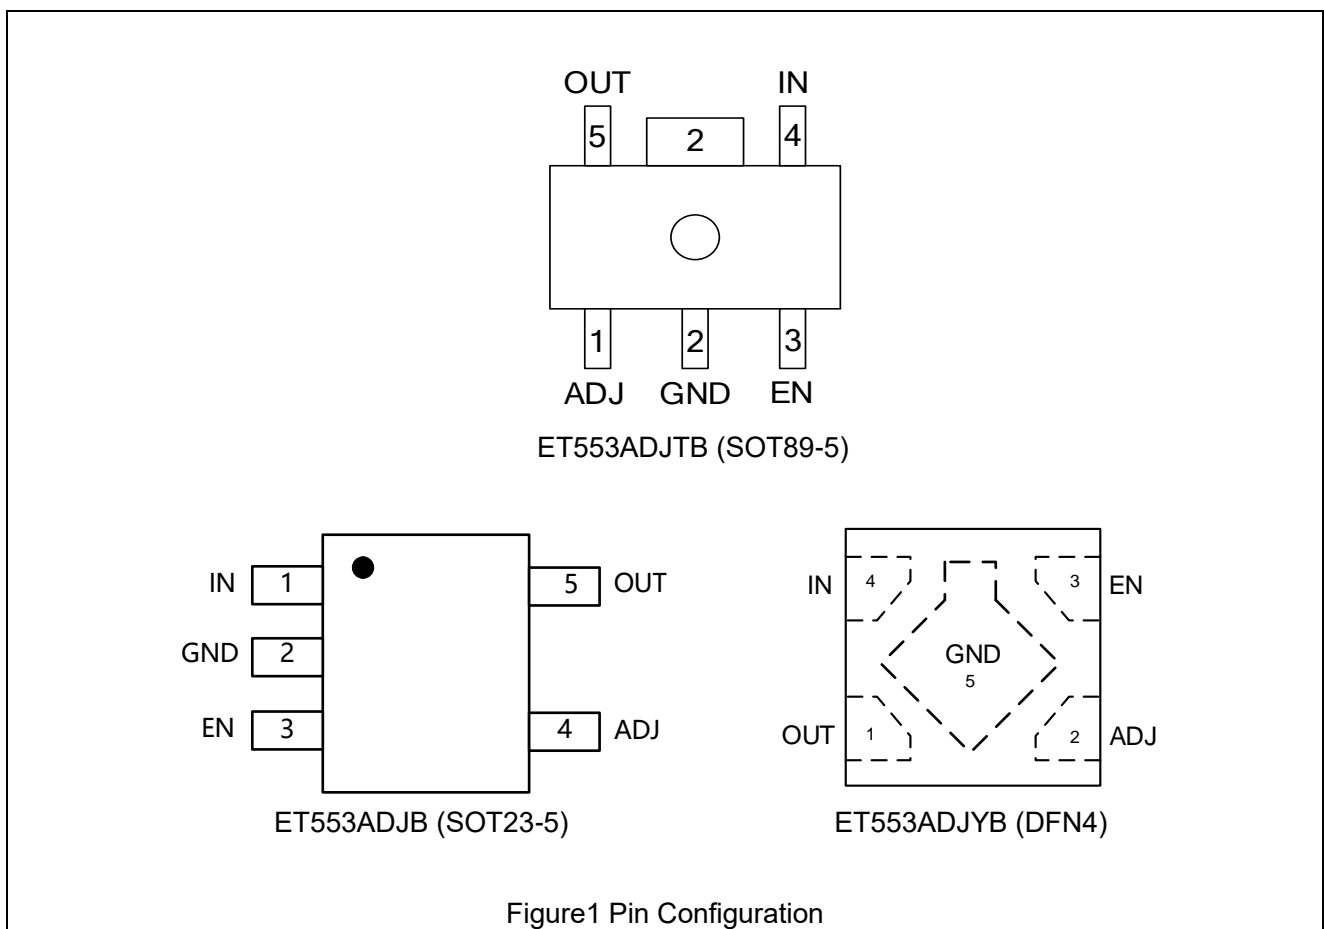 OUT IN
5 2 4
1 2 3
ADJ GND EN
ET553ADJTB (SOT89-5)
IN 1 5 OUT
GND 2
EN 3 4 ADJ
ET553ADJB (SOT23-5)
IN 4 3 EN
GND
5
OUT 1 2 ADJ
ET553ADJYB (DFN4)
Figure1 Pin Configuration